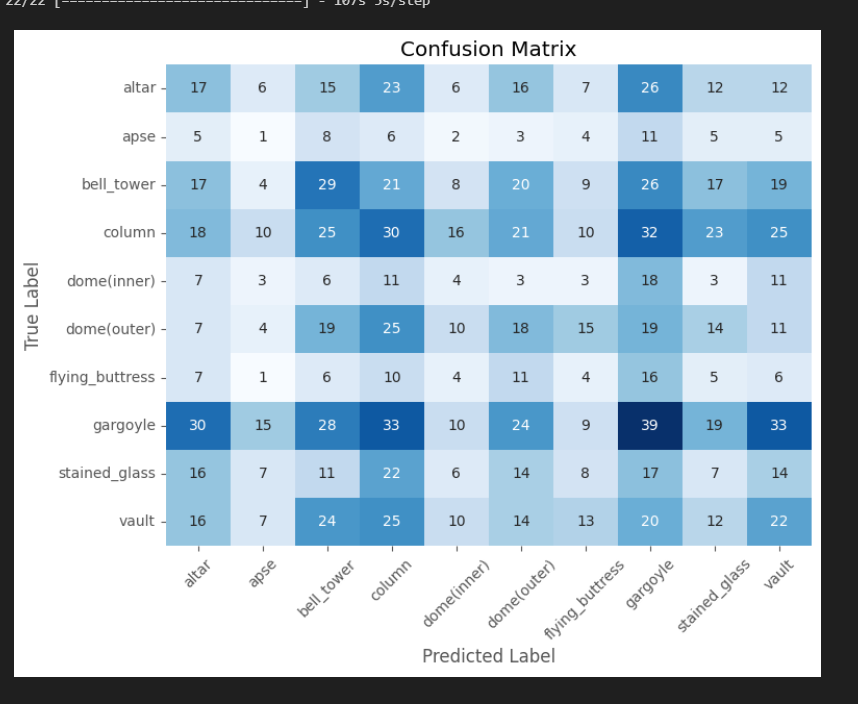 22/22 [==============================] - 107s 5s/step
Confusion Matrix
altar 17 6 15 23 6 16 7 26 12 12
apse 5 1 8 6 2 3 4 11 5 5
bell_tower 17 4 29 21 8 20 9 26 17 19
column 18 10 25 30 16 21 10 32 23 25
dome(inner) 7 3 6 11 4 3 3 18 3 11
dome(outer) 7 4 19 25 10 18 15 19 14 11
flying_buttress 7 1 6 10 4 11 4 16 5 6
gargoyle 30 15 28 33 10 24 9 39 19 33
stained_glass 16 7 11 22 6 14 8 17 7 14
vault 16 7 24 25 10 14 13 20 12 22
True Label
altar apse bell_tower column dome(inner) dome(outer) flying_buttress gargoyle stained_glass vault
Predicted Label